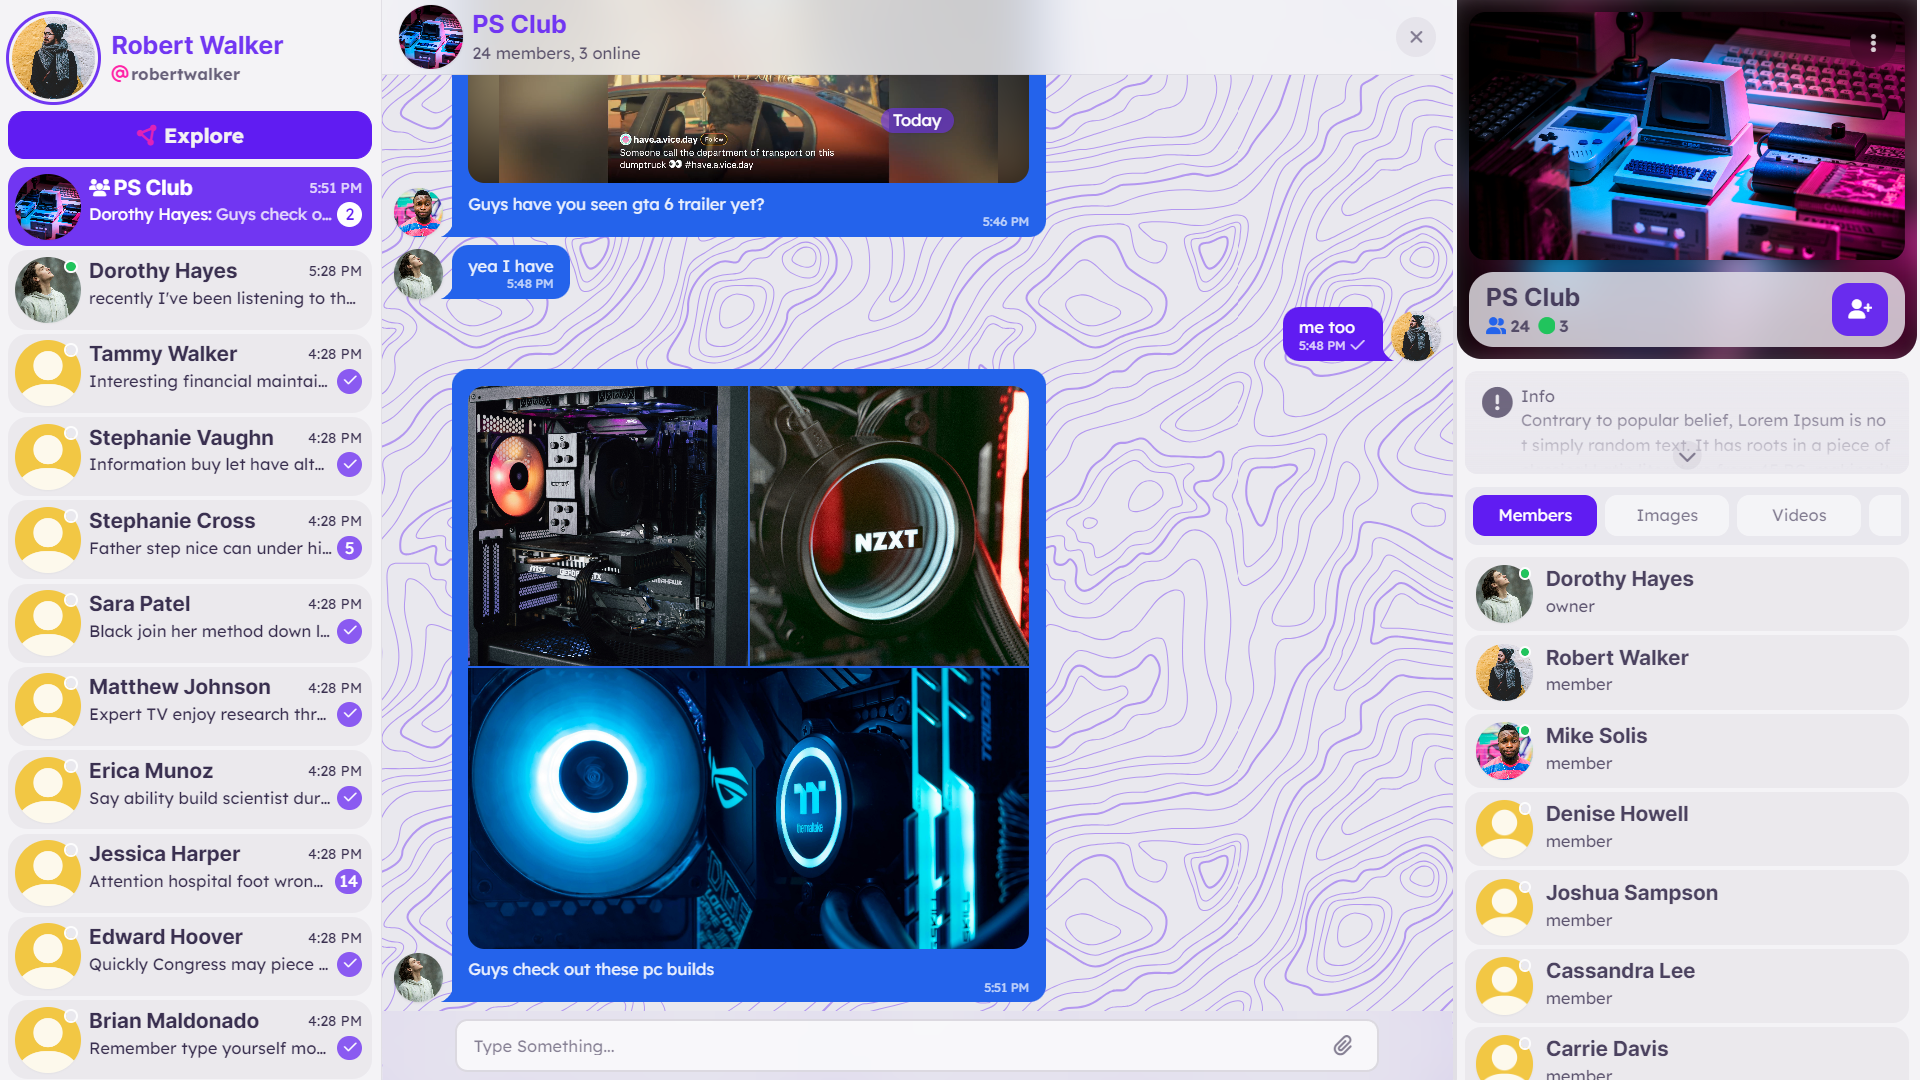 Robert Walker
@robertwalker
Explore
PS Club
5:51 PM
Dorothy Hayes: Guys check o...
2
Dorothy Hayes
5:28 PM
recently I've been listening to th...
Tammy Walker
4:28 PM
Interesting financial maintai...
Stephanie Vaughn
4:28 PM
Information buy let have alt...
Stephanie Cross
4:28 PM
Father step nice can under hi...
5
Sara Patel
4:28 PM
Black join her method down l...
Matthew Johnson
4:28 PM
Expert TV enjoy research thr...
Erica Munoz
4:28 PM
Say ability build scientist dur...
Jessica Harper
4:28 PM
Attention hospital foot wron...
14
Edward Hoover
4:28 PM
Quickly Congress may piece ...
Brian Maldonado
4:28 PM
Remember type yourself mo...
PS Club
24 members, 3 online
Today
have.a.vice.day
Follow
Someone call the department of transport on this
dumptruck 👀 #have.a.vice.day
Guys have you seen gta 6 trailer yet?
5:46 PM
yea I have
5:48 PM
me too
5:48 PM
msi
NZXT
TRIDENT
thermaltake
Guys check out these pc builds
5:51 PM
Type Something...
PS Club
24
3
Info
Contrary to popular belief, Lorem Ipsum is no
t simply random text. It has roots in a piece of
Members
Images
Videos
Dorothy Hayes
owner
Robert Walker
member
Mike Solis
member
Denise Howell
member
Joshua Sampson
member
Cassandra Lee
member
Carrie Davis
member